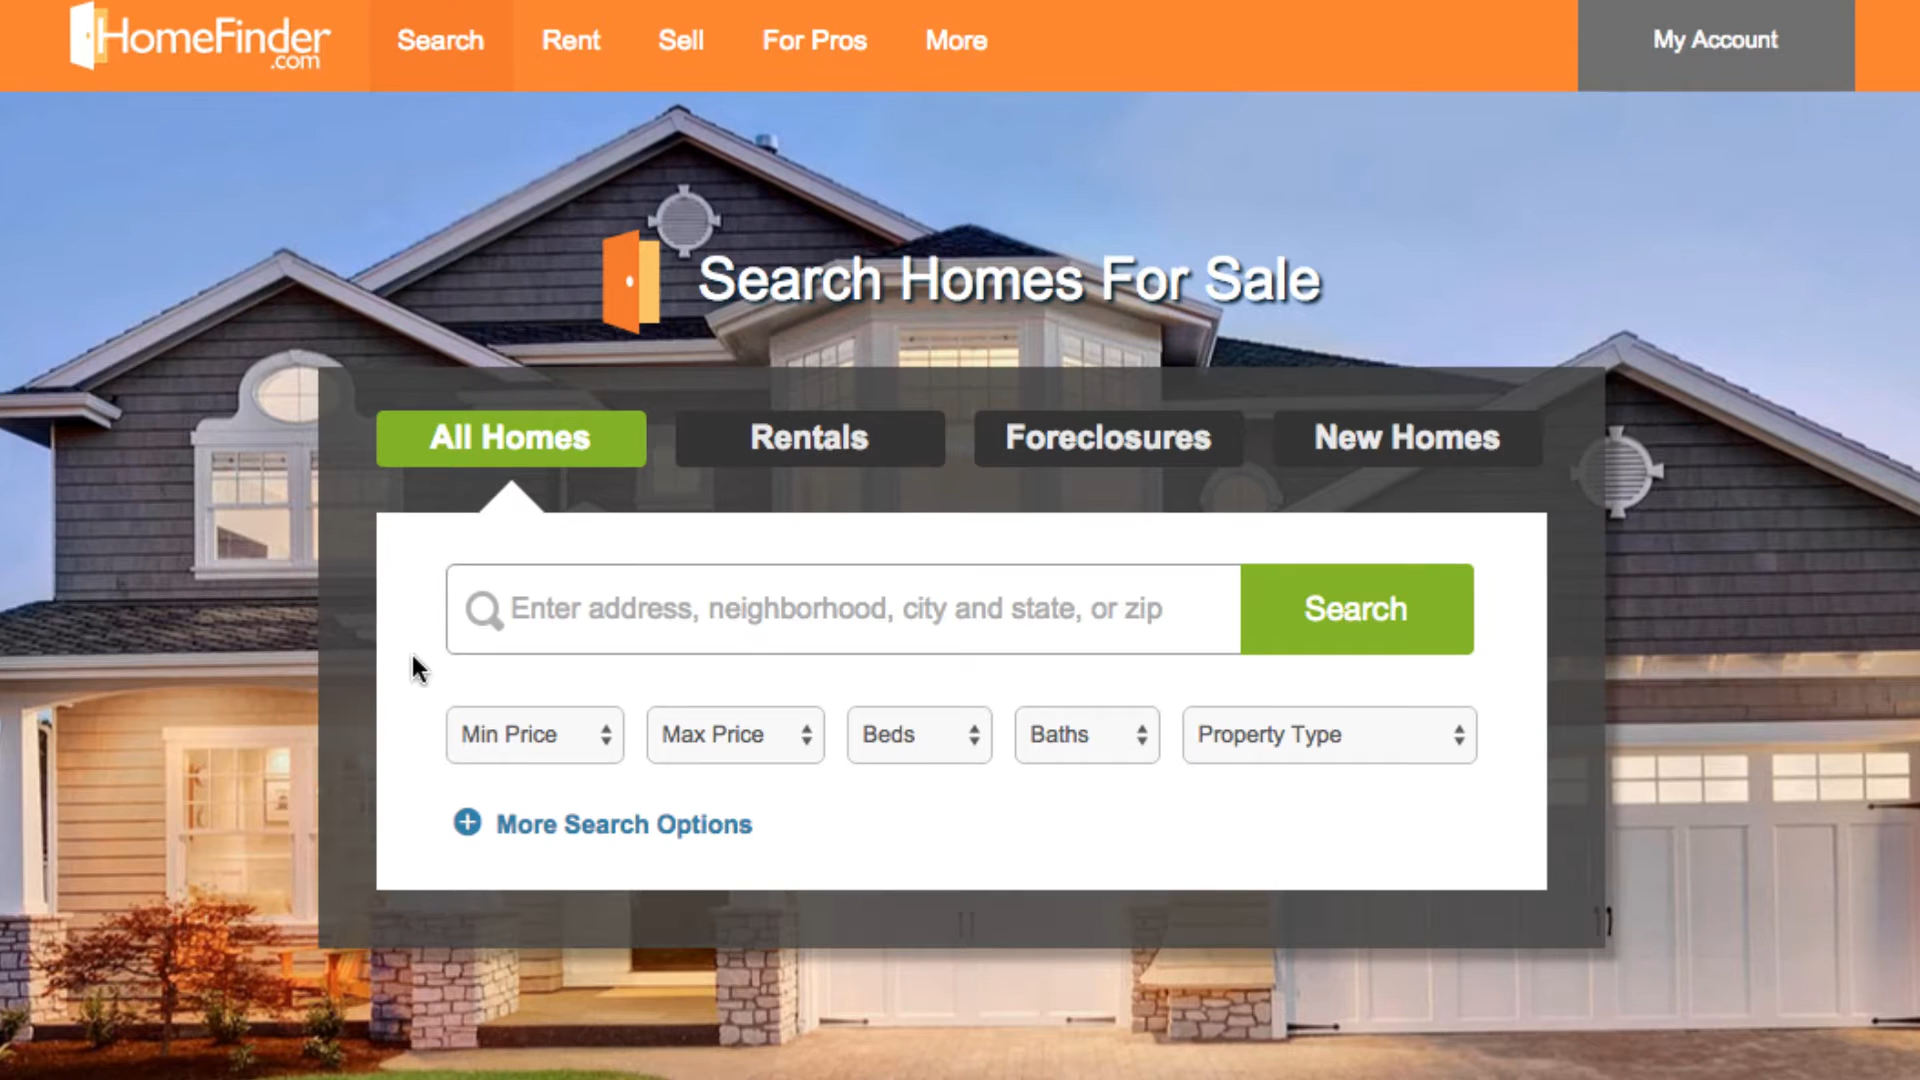 HomeFinder
.com
Search
Rent
Sell
For Pros
More
My Account
Search Homes For Sale
All Homes
Rentals
Foreclosures
New Homes
Enter address, neighborhood, city and state, or zip
Search
Min Price
Max Price
Beds
Baths
Property Type
More Search Options